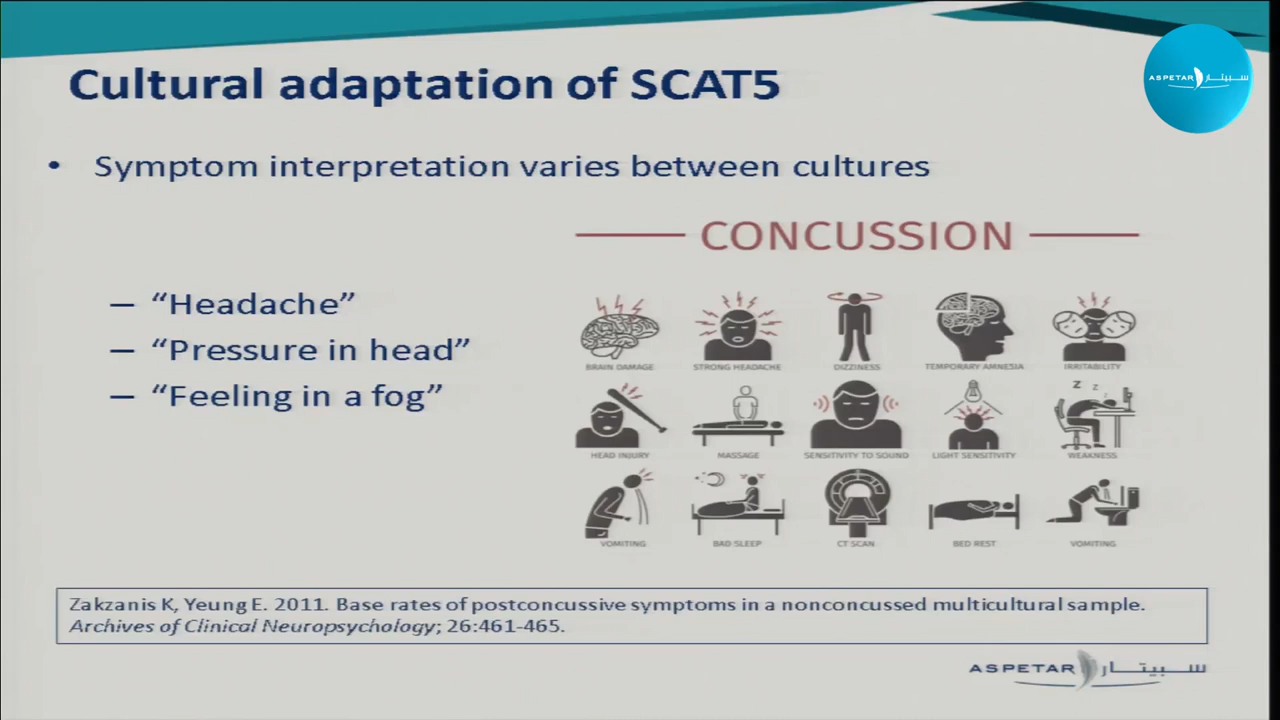 Cultural adaptation of SCAT5
ASPETAR سبيتار
• Symptom interpretation varies between cultures
CONCUSSION
– “Headache”
– “Pressure in head”
– “Feeling in a fog”
BRAIN DAMAGE
STRONG HEADACHE
DIZZINESS
TEMPORARY AMNESIA
IRRITABILITY
HEAD INJURY
MASSAGE
SENSITIVITY TO SOUND
LIGHT SENSITIVITY
WEAKNESS
Z Z Z
VOMITING
BAD SLEEP
CT SCAN
BED REST
VOMITING
Zakzanis K, Yeung E. 2011. Base rates of postconcussive symptoms in a nonconcussed multicultural sample.
Archives of Clinical Neuropsychology; 26:461-465.
ASPETAR سبيتار